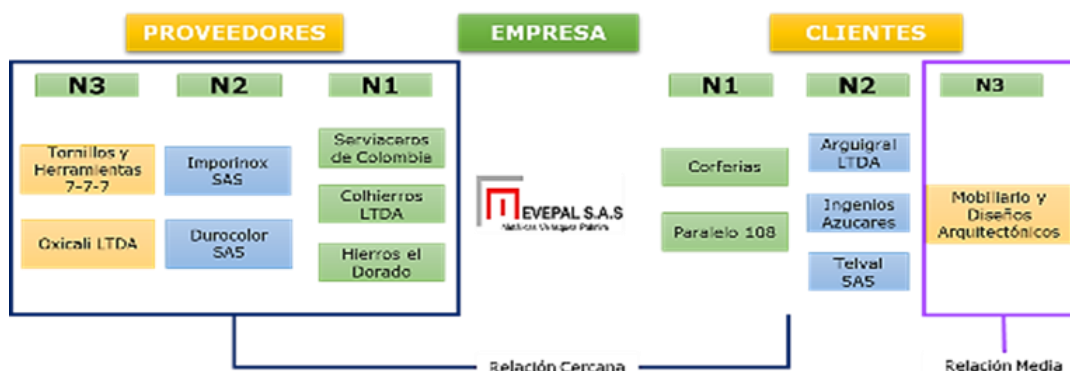 PROVEEDORES
EMPRESA
CLIENTES
N3
N2
N1
N1
N2
N3
Tornillos y
Herramientas
7-7-7
Oxicali LTDA
Imporinox
SAS
Durocolor
SAS
Serviaceros
de Colombia
Colhierros
LTDA
Hierros el
Dorado
EVEPAL S.A.S
Corferias
Paralelo 108
Arguigral
LTDA
Ingenios
Azucares
Telval
SAS
Mobiliario y
Diseños
Arquitectónicos
Relación Cercana
Relación Media